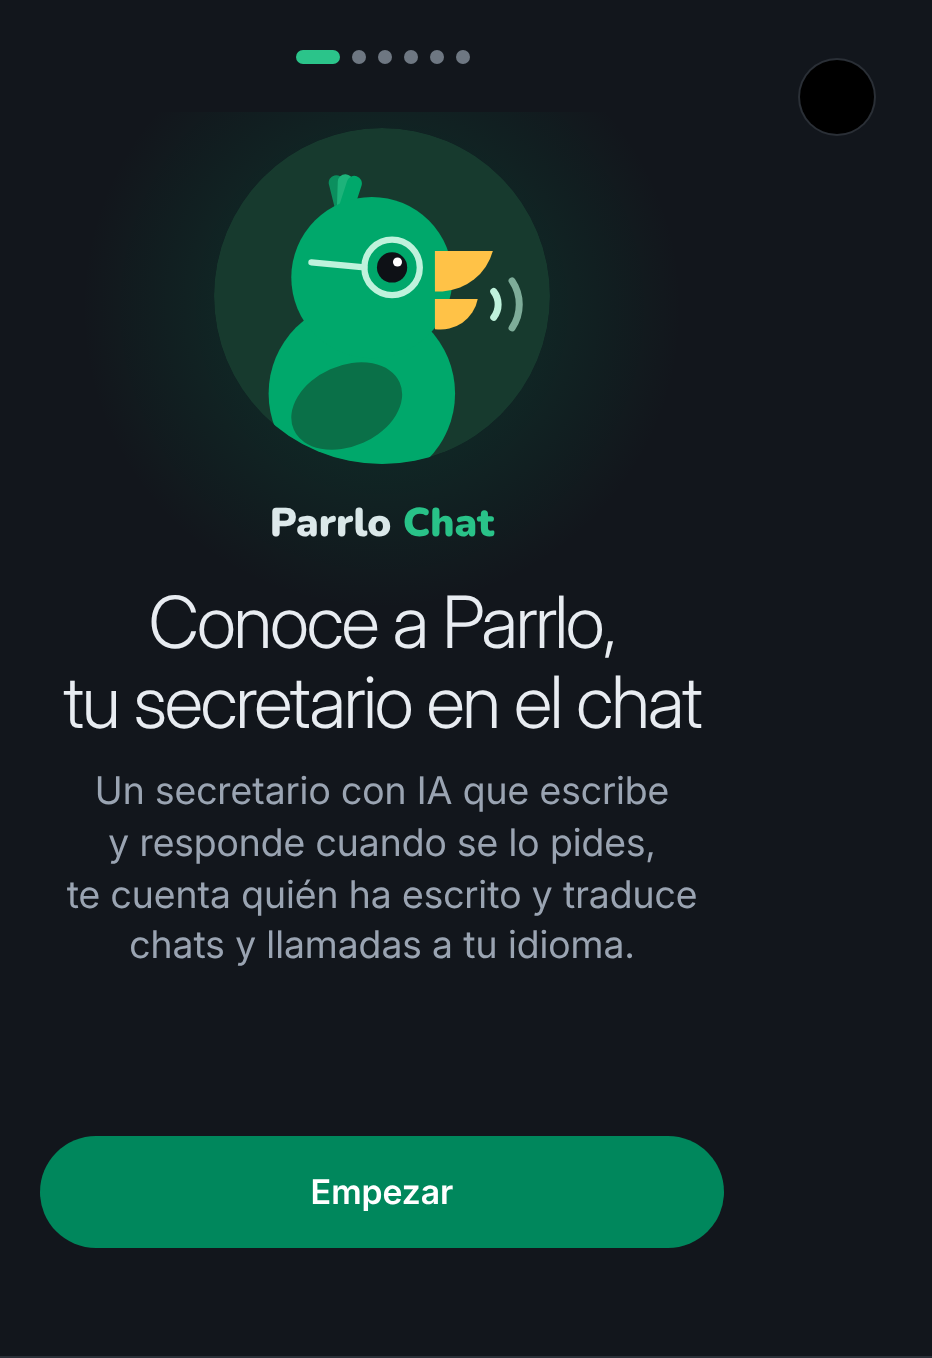 Parrlo Chat
Conoce a Parrlo,
tu secretario en el chat
Un secretario con IA que escribe
y responde cuando se lo pides,
te cuenta quién ha escrito y traduce
chats y llamadas a tu idioma.
Empezar